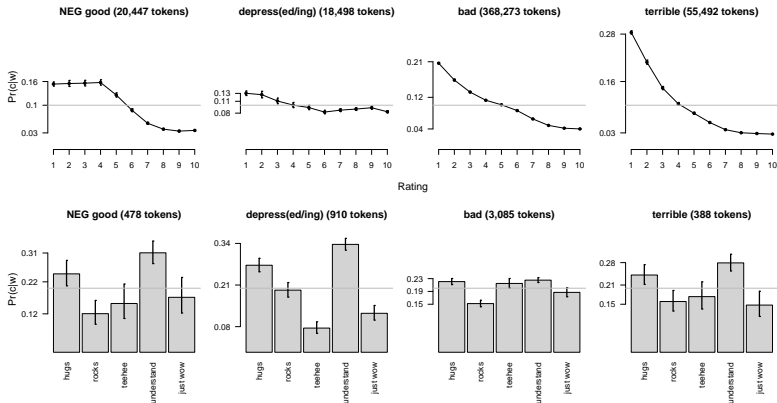 NEG good (20,447 tokens)
depress(ed/ing) (18,498 tokens)
bad (368,273 tokens)
terrible (55,492 tokens)
Pr(c|w)
0.16
0.1
0.03
1 2 3 4 5 6 7 8 9 10
0.13
0.11
0.08
1 2 3 4 5 6 7 8 9 10
0.21
0.12
0.04
1 2 3 4 5 6 7 8 9 10
0.28
0.16
0.03
1 2 3 4 5 6 7 8 9 10
Rating
NEG good (478 tokens)
depress(ed/ing) (910 tokens)
bad (3,085 tokens)
terrible (388 tokens)
Pr(c|w)
0.31
0.22
0.12
hugs
rocks
teehee
understand
just wow
0.34
0.21
0.08
hugs
rocks
teehee
understand
just wow
0.23
0.19
0.15
hugs
rocks
teehee
understand
just wow
0.28
0.21
0.15
hugs
rocks
teehee
understand
just wow